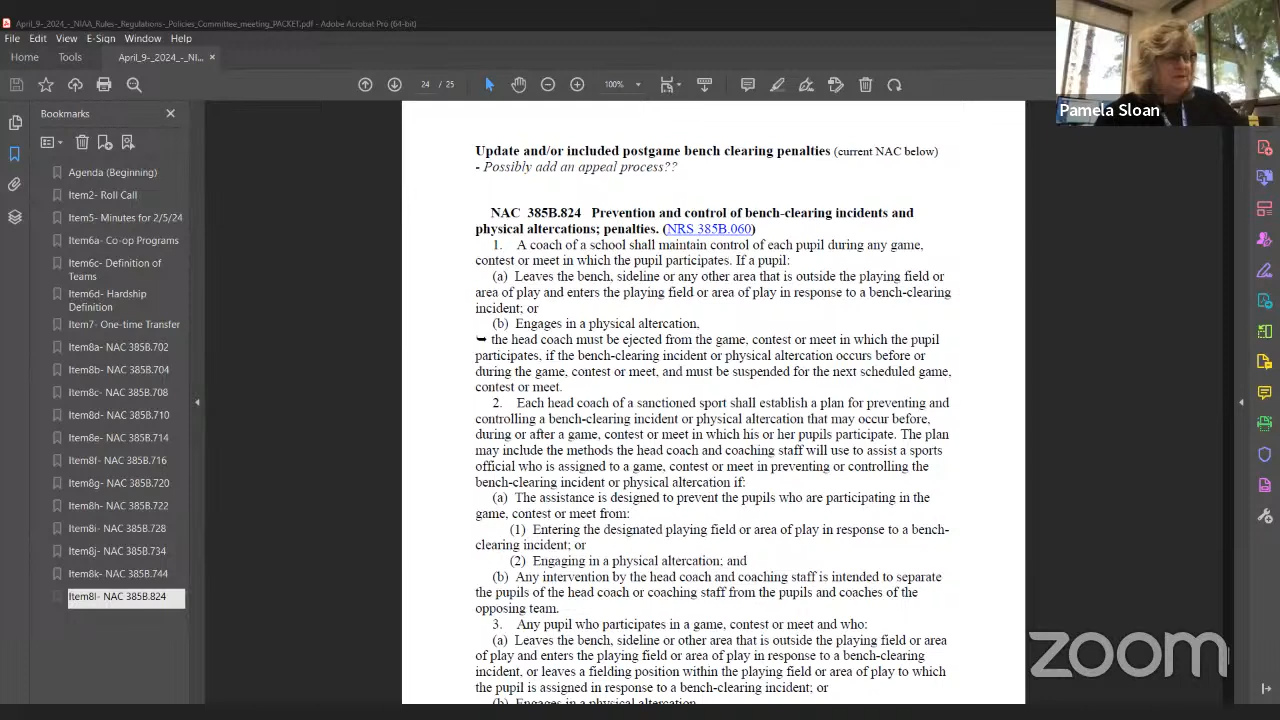 April_9-_2024_-_NIAA_Rules-_Regulations-_Policies_Committee_meeting_PACKET.pdf - Adobe Acrobat Pro (64-bit)
File Edit View E-Sign Window Help
Home Tools April_9-_2024_-_NI... ×
24 / 25 100%
Pamela Sloan
Bookmarks
Agenda (Beginning)
Item2- Roll Call
Item5- Minutes for 2/5/24
Item6a- Co-op Programs
Item6c- Definition of
Teams
Item6d- Hardship
Definition
Item7- One-time Transfer
Item8a- NAC 385B.702
Item8b- NAC 385B.704
Item8c- NAC 385B.708
Item8d- NAC 385B.710
Item8e- NAC 385B.714
Item8f- NAC 385B.716
Item8g- NAC 385B.720
Item8h- NAC 385B.722
Item8i- NAC 385B.728
Item8j- NAC 385B.734
Item8k- NAC 385B.744
Item8l- NAC 385B.824
Update and/or included postgame bench clearing penalties (current NAC below)
- Possibly add an appeal process??
NAC 385B.824 Prevention and control of bench-clearing incidents and
physical altercations; penalties. (NRS 385B.060)
1. A coach of a school shall maintain control of each pupil during any game,
contest or meet in which the pupil participates. If a pupil:
(a) Leaves the bench, sideline or any other area that is outside the playing field or
area of play and enters the playing field or area of play in response to a bench-clearing
incident; or
(b) Engages in a physical altercation,
➥ the head coach must be ejected from the game, contest or meet in which the pupil
participates, if the bench-clearing incident or physical altercation occurs before or
during the game, contest or meet, and must be suspended for the next scheduled game,
contest or meet.
2. Each head coach of a sanctioned sport shall establish a plan for preventing and
controlling a bench-clearing incident or physical altercation that may occur before,
during or after a game, contest or meet in which his or her pupils participate. The plan
may include the methods the head coach and coaching staff will use to assist a sports
official who is assigned to a game, contest or meet in preventing or controlling the
bench-clearing incident or physical altercation if:
(a) The assistance is designed to prevent the pupils who are participating in the
game, contest or meet from:
(1) Entering the designated playing field or area of play in response to a bench-
clearing incident; or
(2) Engaging in a physical altercation; and
(b) Any intervention by the head coach and coaching staff is intended to separate
the pupils of the head coach or coaching staff from the pupils and coaches of the
opposing team.
3. Any pupil who participates in a game, contest or meet and who:
(a) Leaves the bench, sideline or other area that is outside the playing field or area
of play and enters the playing field or area of play in response to a bench-clearing
incident, or leaves a fielding position within the playing field or area of play to which
the pupil is assigned in response to a bench-clearing incident; or
(b) Engages in a physical altercation
zoom